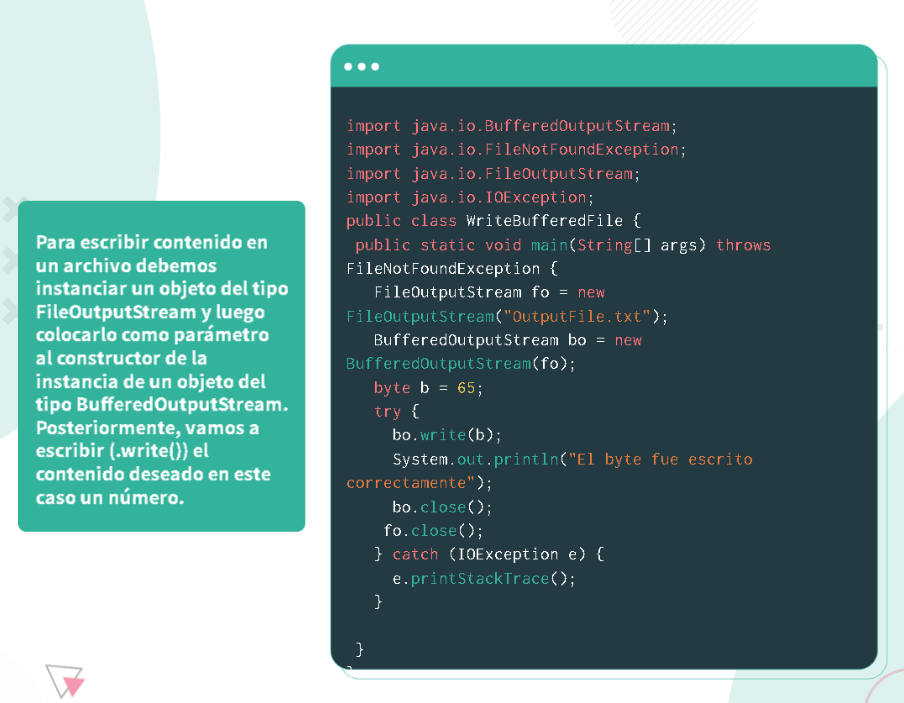 Para escribir contenido en
un archivo debemos
instanciar un objeto del tipo
FileOutputStream y luego
colocarlo como parámetro
al constructor de la
instancia de un objeto del
tipo BufferedOutputStream.
Posteriormente, vamos a
escribir (.write()) el
contenido deseado en este
caso un número.
import java.io.BufferedOutputStream;
import java.io.FileNotFoundException;
import java.io.FileOutputStream;
import java.io.IOException;
public class WriteBufferedFile {
public static void main(String[] args) throws
FileNotFoundException {
FileOutputStream fo = new
FileOutputStream("OutputFile.txt");
BufferedOutputStream bo = new
BufferedOutputStream(fo);
byte b = 65;
try {
bo.write(b);
System.out.println("El byte fue escrito
correctamente");
bo.close();
fo.close();
} catch (IOException e) {
e.printStackTrace();
}
}